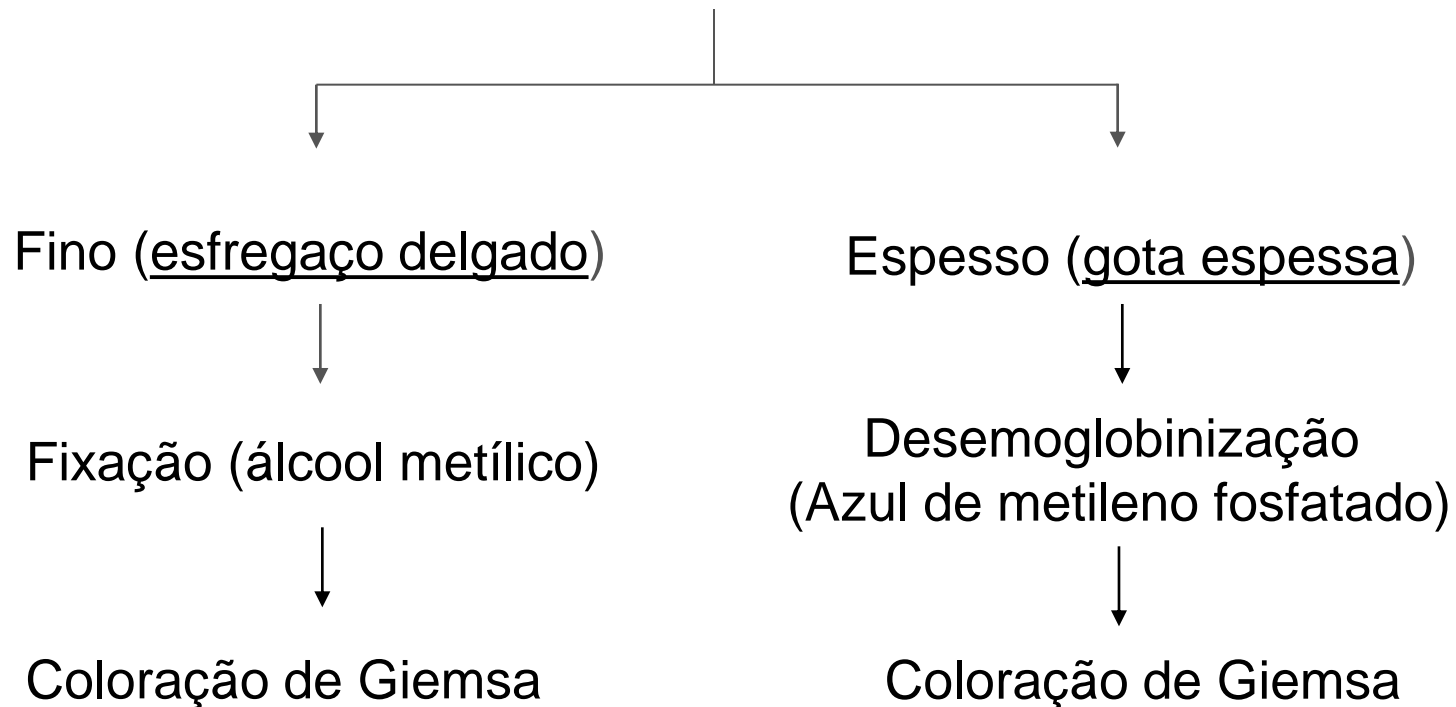 Fino (esfregaço delgado)
Espesso (gota espessa)
Fixação (álcool metílico)
Desemoglobinização
(Azul de metileno fosfatado)
Coloração de Giemsa
Coloração de Giemsa